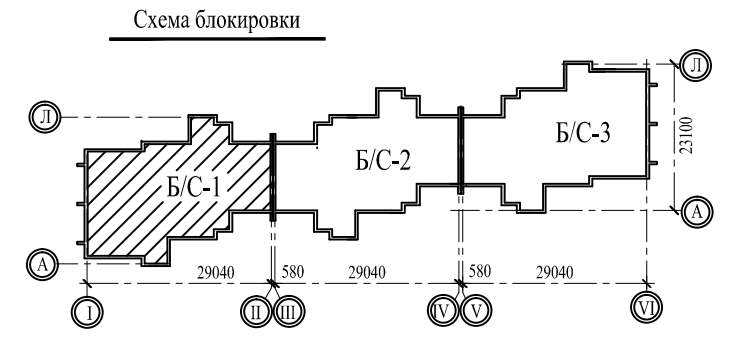 Схема блокировки
Л
Л
Б/С-3
Б/С-2
23100
Б/С-1
А
А
29040 580 29040 580 29040
I II III IV V VI